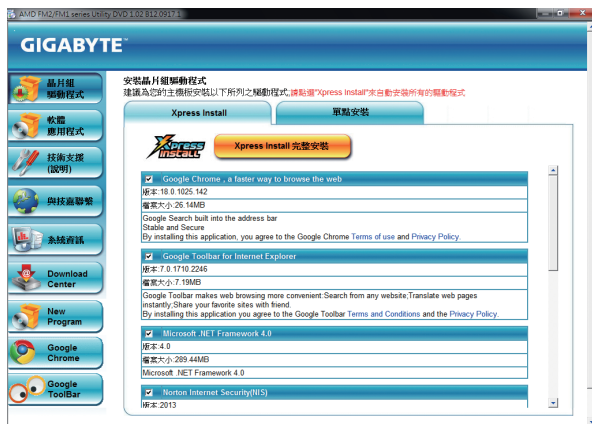 AMD FM2/FM1 series Utility DVD 1.02 B12.0917.1
GIGABYTE™
晶片組
驅動程式
軟體
應用程式
技術支援
(說明)
與技嘉聯繫
系統資訊
Download
Center
New
Program
Google
Chrome
Google
ToolBar
安裝晶片組驅動程式
建議為您的主機板安裝以下所列之驅動程式,請點選"Xpress Install"來自動安裝所有的驅動程式
Xpress Install
單點安裝
Xpress
INSTALL
Xpress Install 完整安裝
Google Chrome , a faster way to browse the web
版本:18.0.1025.142
檔案大小:26.14MB
Google Search built into the address bar
Stable and Secure
By installing this application, you agree to the Google Chrome Terms of use and Privacy Policy.
Google Toolbar for Internet Explorer
版本:7.0.1710.2246
檔案大小:7.19MB
Google Toolbar makes web browsing more convenient:Search from any website;Translate web pages
instantly;Share your favorite sites with friend.
By installing this application you agree to the Google Toolbar Terms and Conditions and the Privacy Policy.
Microsoft .NET Framework 4.0
版本:4.0
檔案大小:289.44MB
Microsoft .NET Framework 4.0
Norton Internet Security(NIS)
版本:2013